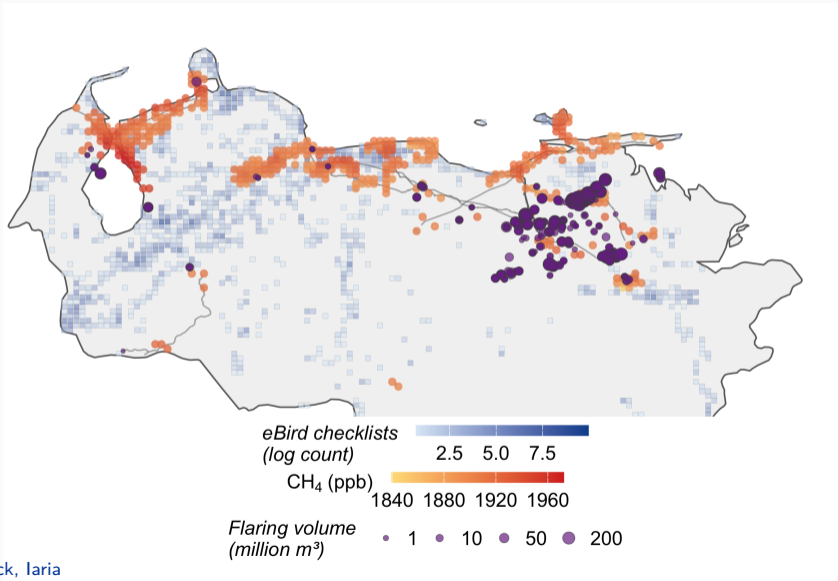 eBird checklists
(log count)
2.5 5.0 7.5
CH₄ (ppb)
1840 1880 1920 1960
Flaring volume
(million m³)
1 10 50 200
ck, Iaria